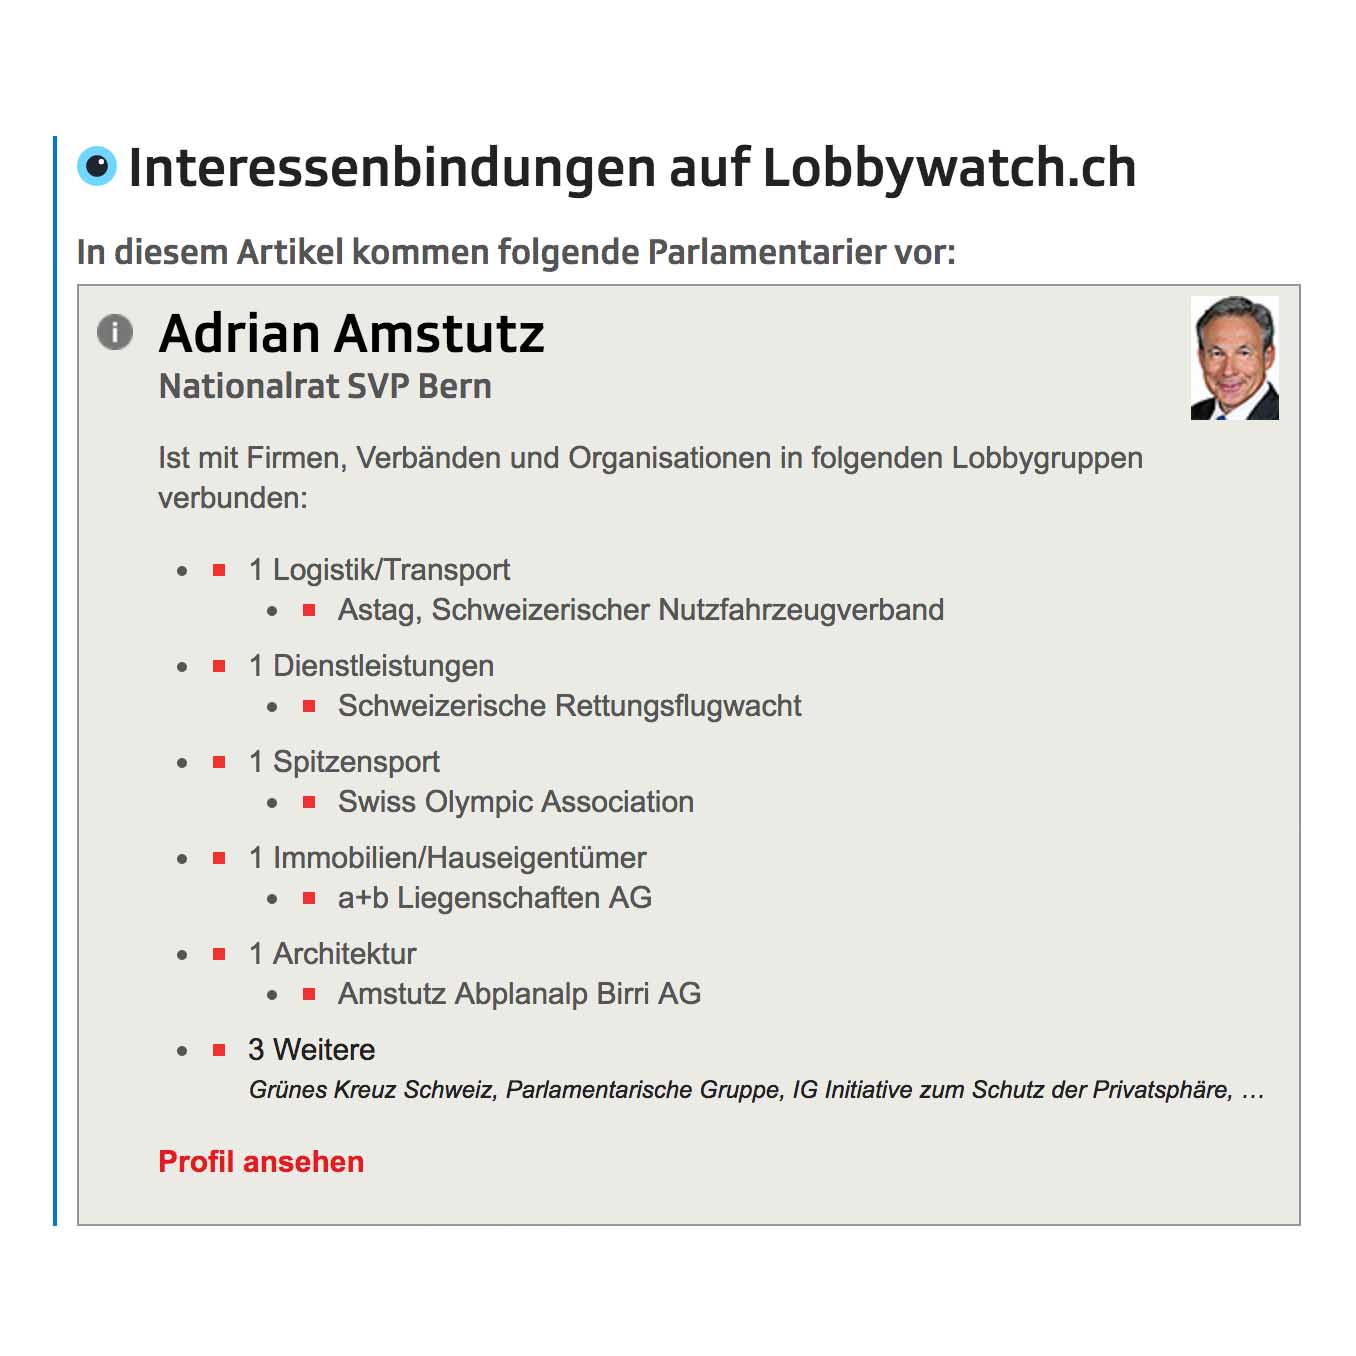 Interessenbindungen auf Lobbywatch.ch
In diesem Artikel kommen folgende Parlamentarier vor:
i
Adrian Amstutz
Nationalrat SVP Bern
Ist mit Firmen, Verbänden und Organisationen in folgenden Lobbygruppen
verbunden:
1 Logistik/Transport
Astag, Schweizerischer Nutzfahrzeugverband
1 Dienstleistungen
Schweizerische Rettungsflugwacht
1 Spitzensport
Swiss Olympic Association
1 Immobilien/Hauseigentümer
a+b Liegenschaften AG
1 Architektur
Amstutz Abplanalp Birri AG
3 Weitere
Grünes Kreuz Schweiz, Parlamentarische Gruppe, IG Initiative zum Schutz der Privatsphäre, …
Profil ansehen